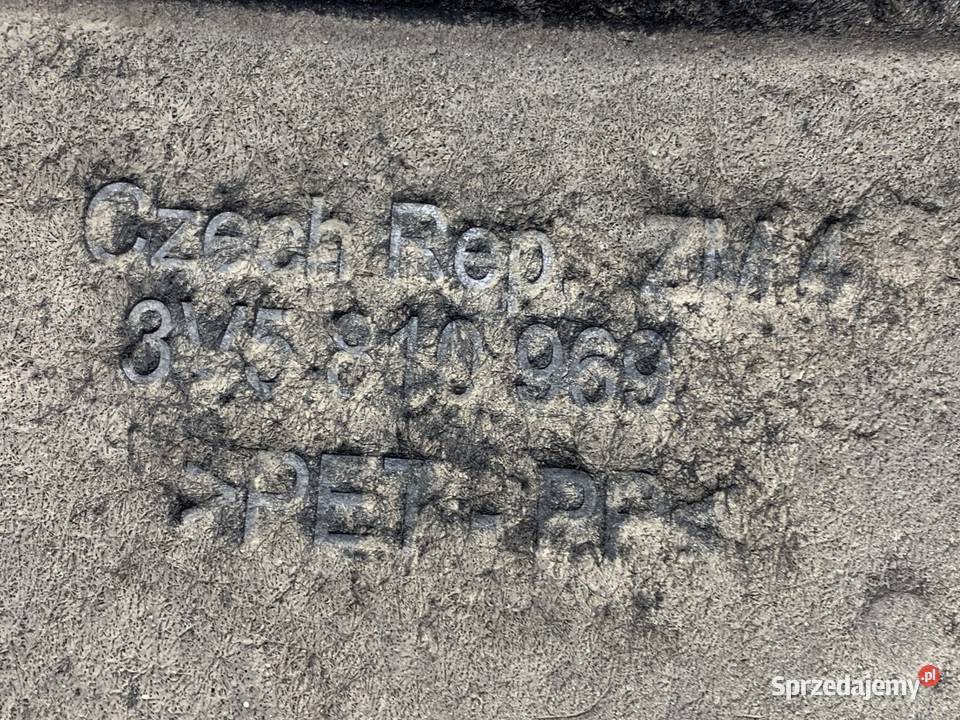 Czech Rep. ZM 4
3V5 810 969
>PET - PP<
Sprzedajemy.pl